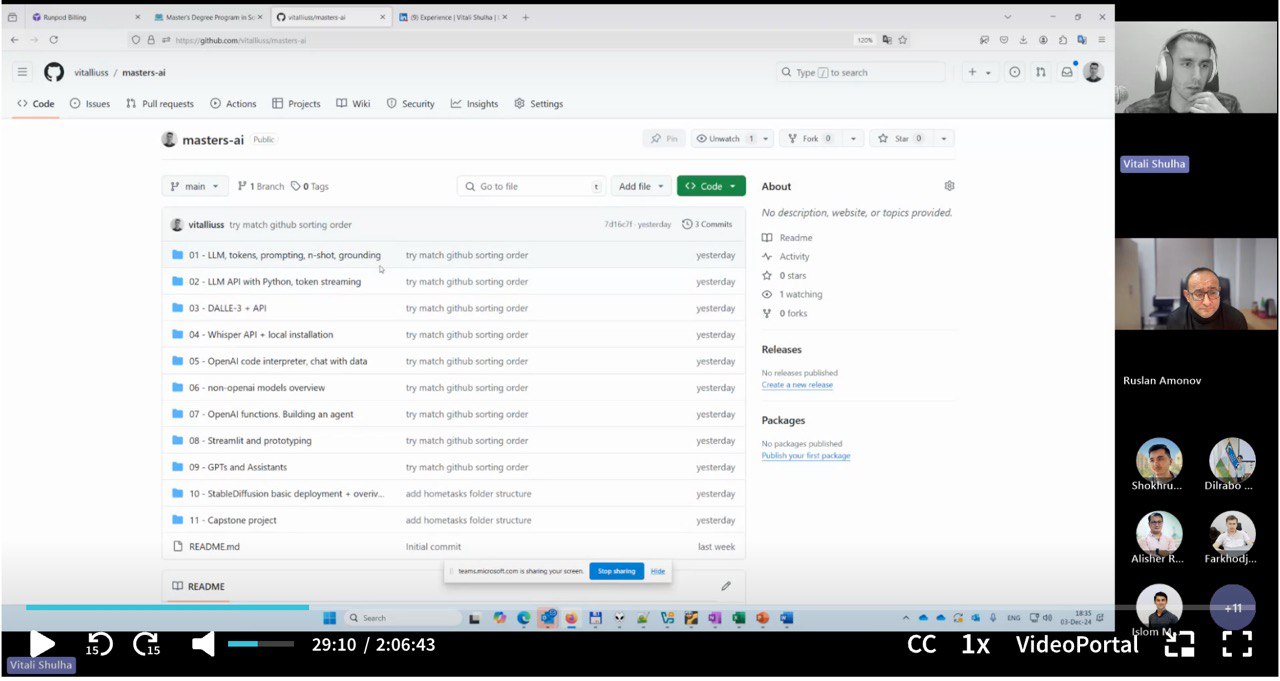 Runpod Billing
Master's Degree Program in Sc
vitalliuss/masters-ai
(9) Experience | Vitali Shulha | L
https://github.com/vitalliuss/masters-ai
120%
vitalliuss / masters-ai
Type / to search
Code
Issues
Pull requests
Actions
Projects
Wiki
Security
Insights
Settings
masters-ai Public
Pin
Unwatch 1
Fork 0
Star 0
main
1 Branch
0 Tags
Go to file t
Add file
Code
vitalliuss try match github sorting order 7d16c7f · yesterday 3 Commits
01 - LLM, tokens, prompting, n-shot, grounding try match github sorting order yesterday
02 - LLM API with Python, token streaming try match github sorting order yesterday
03 - DALLE-3 + API try match github sorting order yesterday
04 - Whisper API + local installation try match github sorting order yesterday
05 - OpenAI code interpreter, chat with data try match github sorting order yesterday
06 - non-openai models overview try match github sorting order yesterday
07 - OpenAI functions. Building an agent try match github sorting order yesterday
08 - Streamlit and prototyping try match github sorting order yesterday
09 - GPTs and Assistants try match github sorting order yesterday
10 - StableDiffusion basic deployment + overiv... add hometasks folder structure yesterday
11 - Capstone project add hometasks folder structure yesterday
README.md Initial commit last week
README
About
No description, website, or topics provided.
Readme
Activity
0 stars
1 watching
0 forks
Releases
No releases published
Create a new release
Packages
No packages published
Publish your first package
teams.microsoft.com is sharing your screen. Stop sharing Hide
Search
ENG
18:35
03-Dec-24
Vitali Shulha
Ruslan Amonov
Shokhru...
Dilrabo ...
Alisher R...
Farkhodj...
Islom M...
+11
15
15
29:10 / 2:06:43
CC
1x
VideoPortal
Vitali Shulha